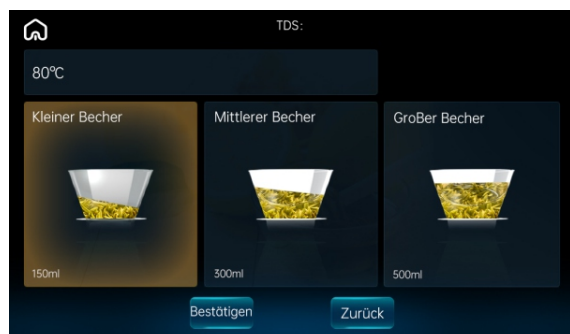 TDS:
80℃
Kleiner Becher
Mittlerer Becher
GroBer Becher
150ml
300ml
500ml
Bestätigen
Zurück